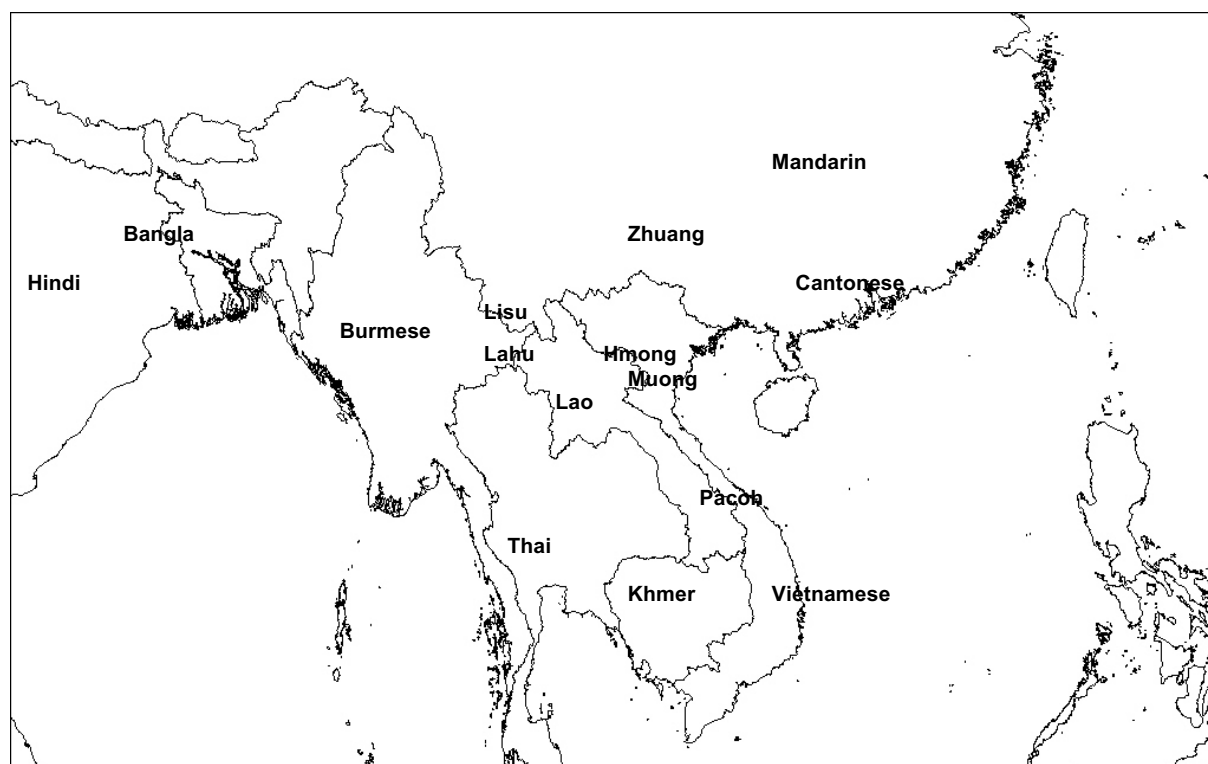 Mandarin
Bangla
Zhuang
Hindi
Cantonese
Lisu
Burmese
Lahu
Hmong
Muong
Lao
Pacoh
Thai
Khmer
Vietnamese